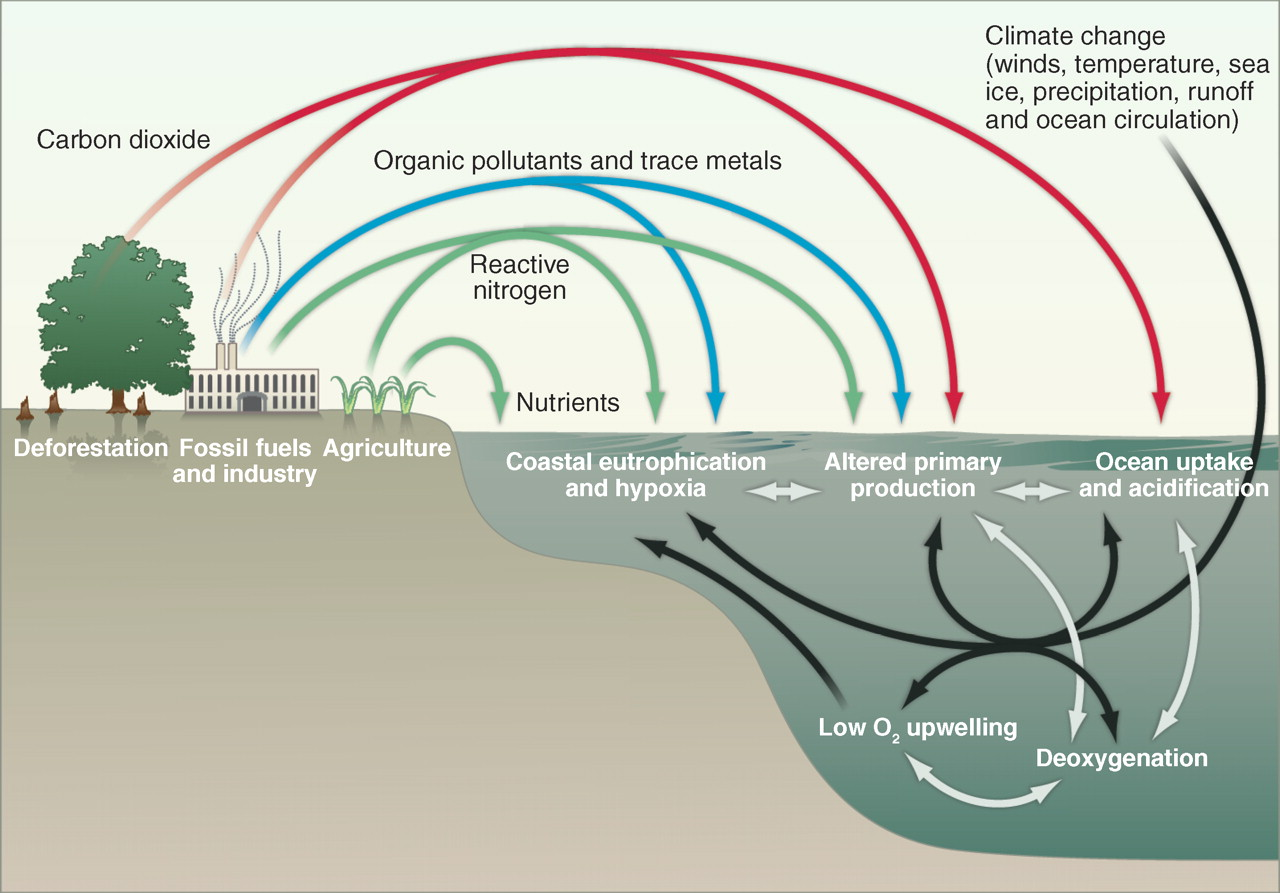 Climate change
(winds, temperature, sea
ice, precipitation, runoff
and ocean circulation)
Carbon dioxide
Organic pollutants and trace metals
Reactive
nitrogen
Nutrients
Deforestation
Fossil fuels
and industry
Agriculture
Coastal eutrophication
and hypoxia
Altered primary
production
Ocean uptake
and acidification
Low O₂ upwelling
Deoxygenation